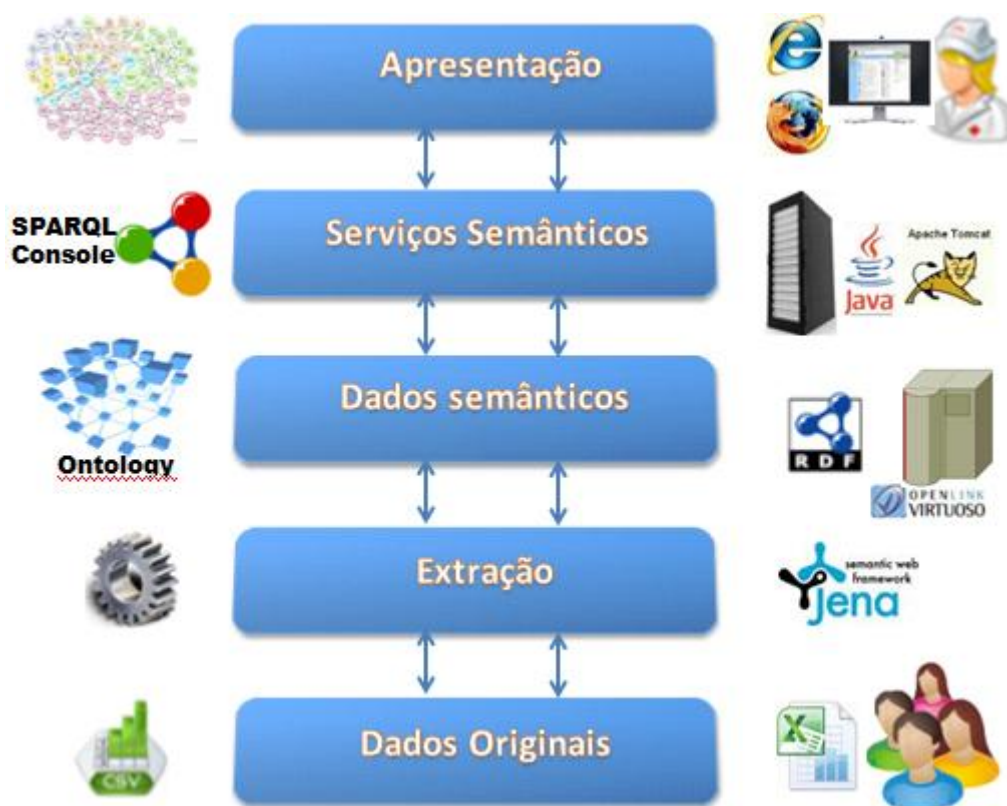 Apresentação
SPARQL
Console
Serviços Semânticos
Java
Apache Tomcat
Dados semânticos
Ontology
RDF
OPENLINK
VIRTUOSO
Extração
semantic web
framework
Jena
CSV
Dados Originais